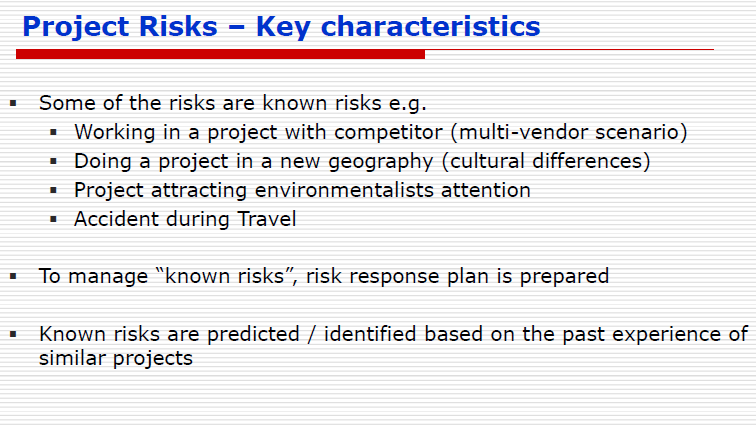 Project Risks – Key characteristics
▪ Some of the risks are known risks e.g.
▪ Working in a project with competitor (multi-vendor scenario)
▪ Doing a project in a new geography (cultural differences)
▪ Project attracting environmentalists attention
▪ Accident during Travel
▪ To manage “known risks”, risk response plan is prepared
▪ Known risks are predicted / identified based on the past experience of
similar projects